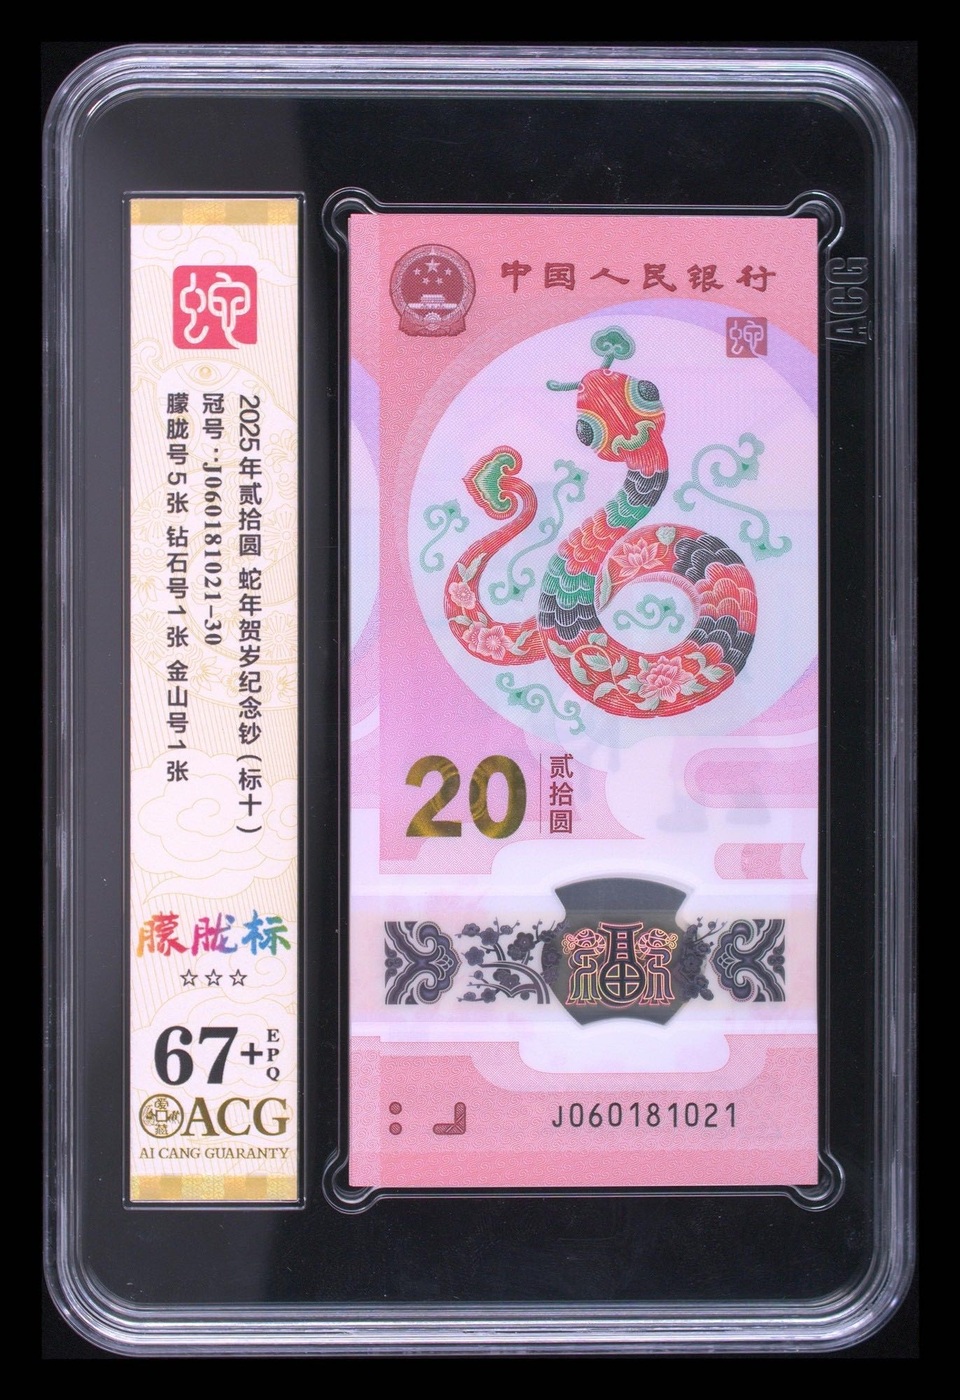 蛇
2025年贰拾圆 蛇年贺岁纪念钞（标十）
冠号：J060181021-30
朦胧号5张 钻石号1张 金山号1张
朦胧标
☆☆☆
67+EPQ
爱藏
ACG
AI CANG GUARANTY
中国人民银行
蛇
20
贰拾圆
福
J060181021
ACG